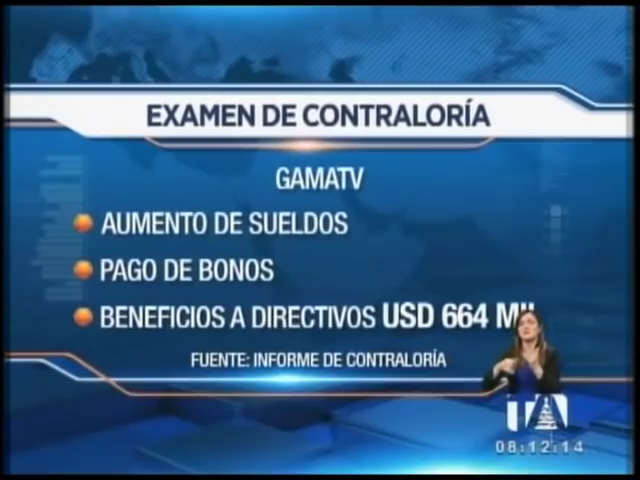 EXAMEN DE CONTRALORÍA
GAMATV
AUMENTO DE SUELDOS
PAGO DE BONOS
BENEFICIOS A DIRECTIVOS USD 664
FUENTE: INFORME DE CONTRALORÍA
08:12:14